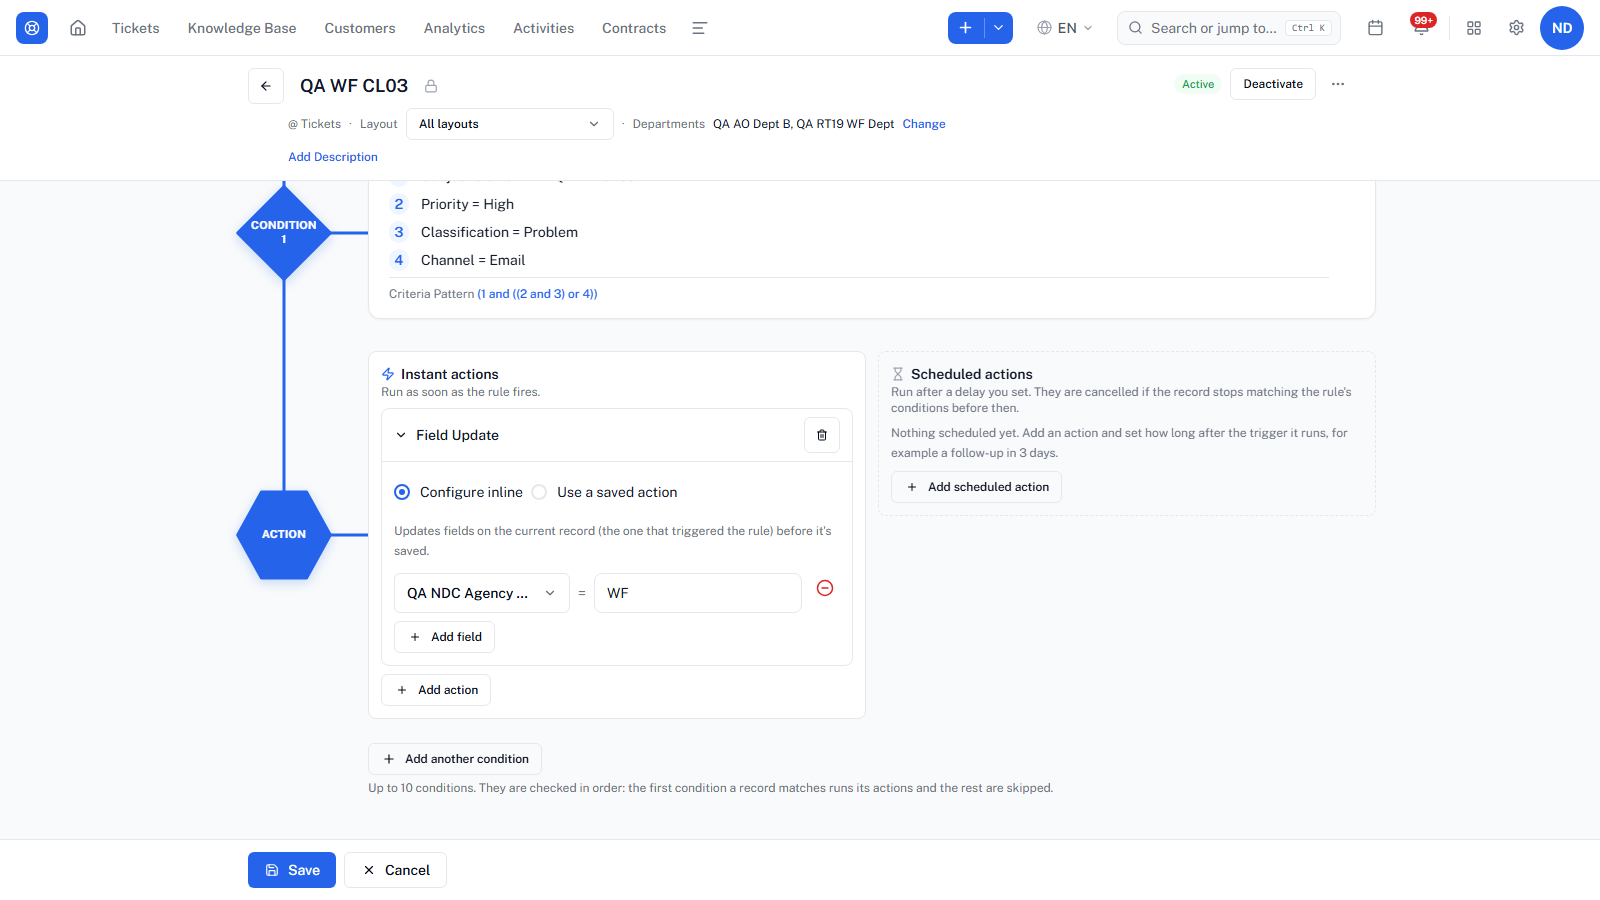 Tickets
Knowledge Base
Customers
Analytics
Activities
Contracts
EN
Search or jump to...
Ctrl K
99+
ND
QA WF CL03
Active
Deactivate
@ Tickets · Layout
All layouts
· Departments QA AO Dept B, QA RT19 WF Dept Change
Add Description
CONDITION
1
2 Priority = High
3 Classification = Problem
4 Channel = Email
Criteria Pattern (1 and ((2 and 3) or 4))
Instant actions
Run as soon as the rule fires.
Field Update
Configure inline
Use a saved action
Updates fields on the current record (the one that triggered the rule) before it's
saved.
QA NDC Agency ...
=
WF
Add field
Add action
Scheduled actions
Run after a delay you set. They are cancelled if the record stops matching the rule's
conditions before then.
Nothing scheduled yet. Add an action and set how long after the trigger it runs, for
example a follow-up in 3 days.
Add scheduled action
ACTION
Add another condition
Up to 10 conditions. They are checked in order: the first condition a record matches runs its actions and the rest are skipped.
Save
Cancel